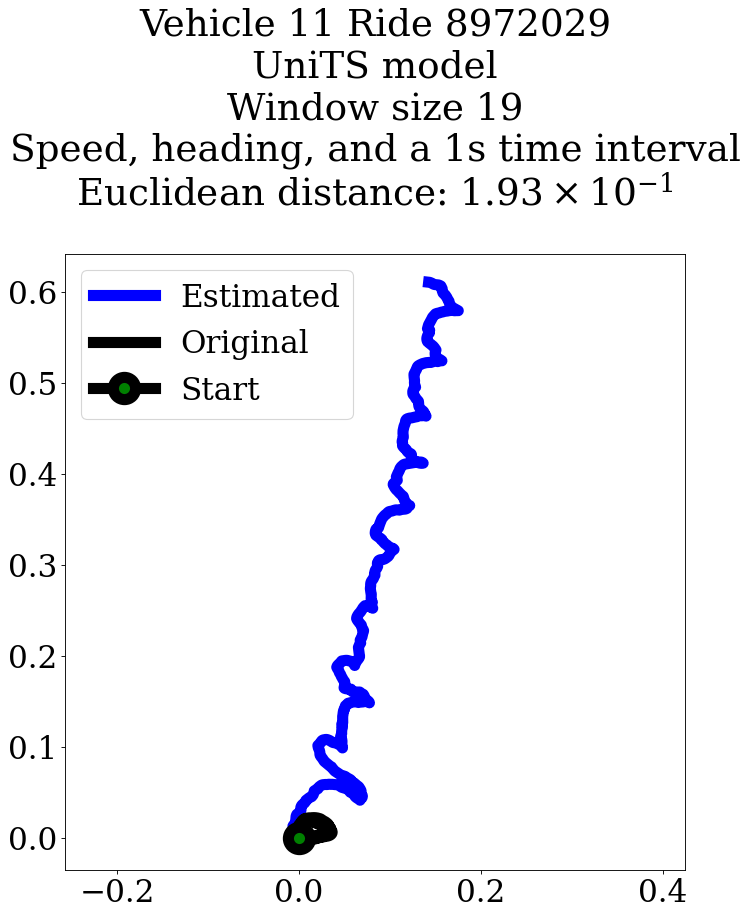 Vehicle 11 Ride 8972029
UniTS model
Window size 19
Speed, heading, and a 1s time interval
Euclidean distance: 1.93 × 10⁻¹
Estimated
Original
Start
0.6
0.5
0.4
0.3
0.2
0.1
0.0
−0.2 0.0 0.2 0.4